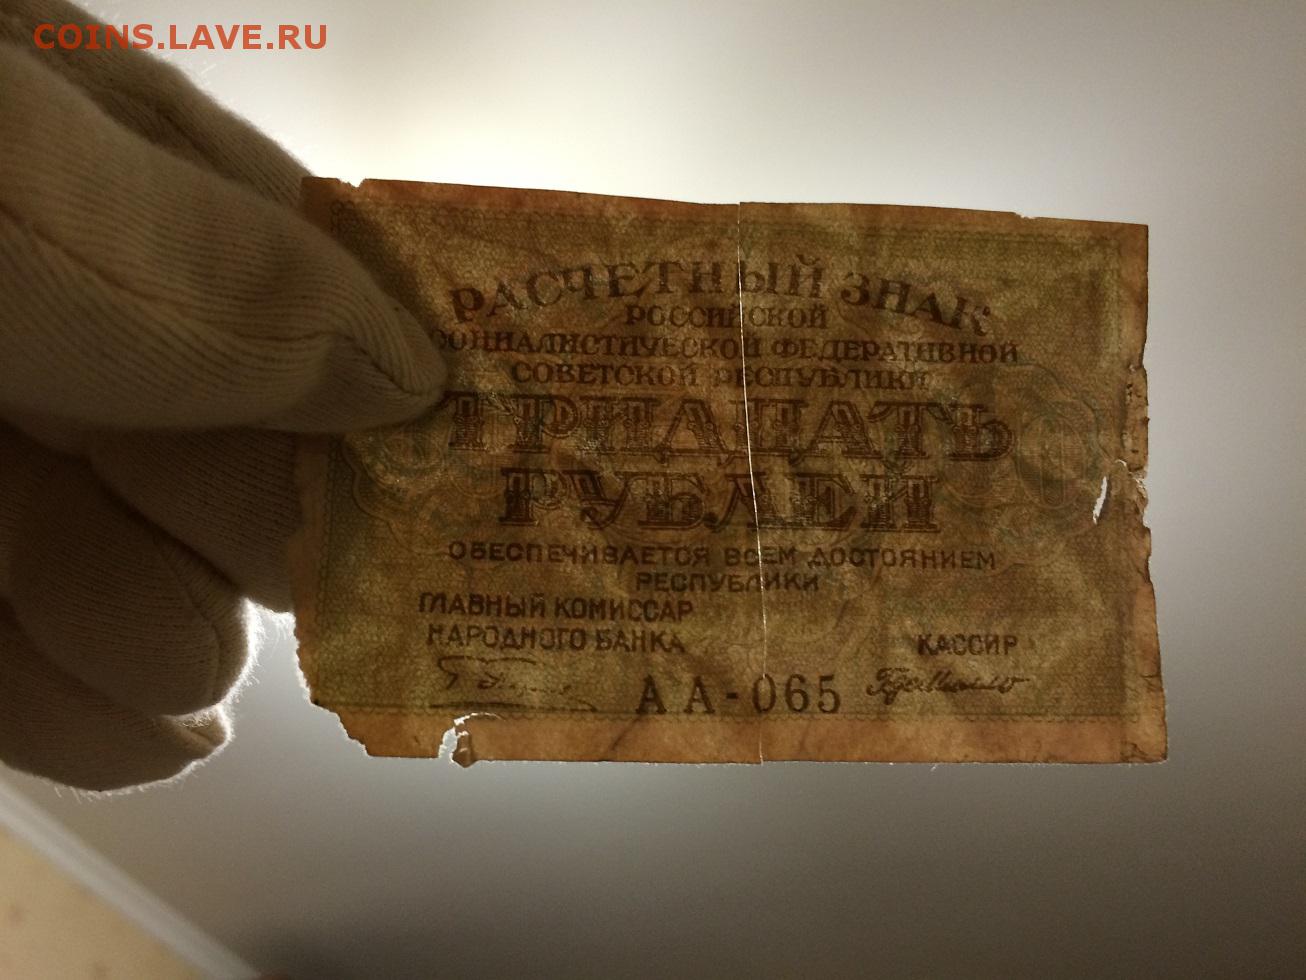 COINS.LAVE.RU
РАСЧЕТНЫЙ ЗНАК
РОССИЙСКОЙ
СОЦИАЛИСТИЧЕСКОЙ ФЕДЕРАТИВНОЙ
СОВЕТСКОЙ РЕСПУБЛИКИ
ТРИДЦАТЬ
РУБЛЕЙ
ОБЕСПЕЧИВАЕТСЯ ВСЕМ ДОСТОЯНИЕМ
РЕСПУБЛИКИ
ГЛАВНЫЙ КОМИССАР
НАРОДНОГО БАНКА
КАССИР
АА-065